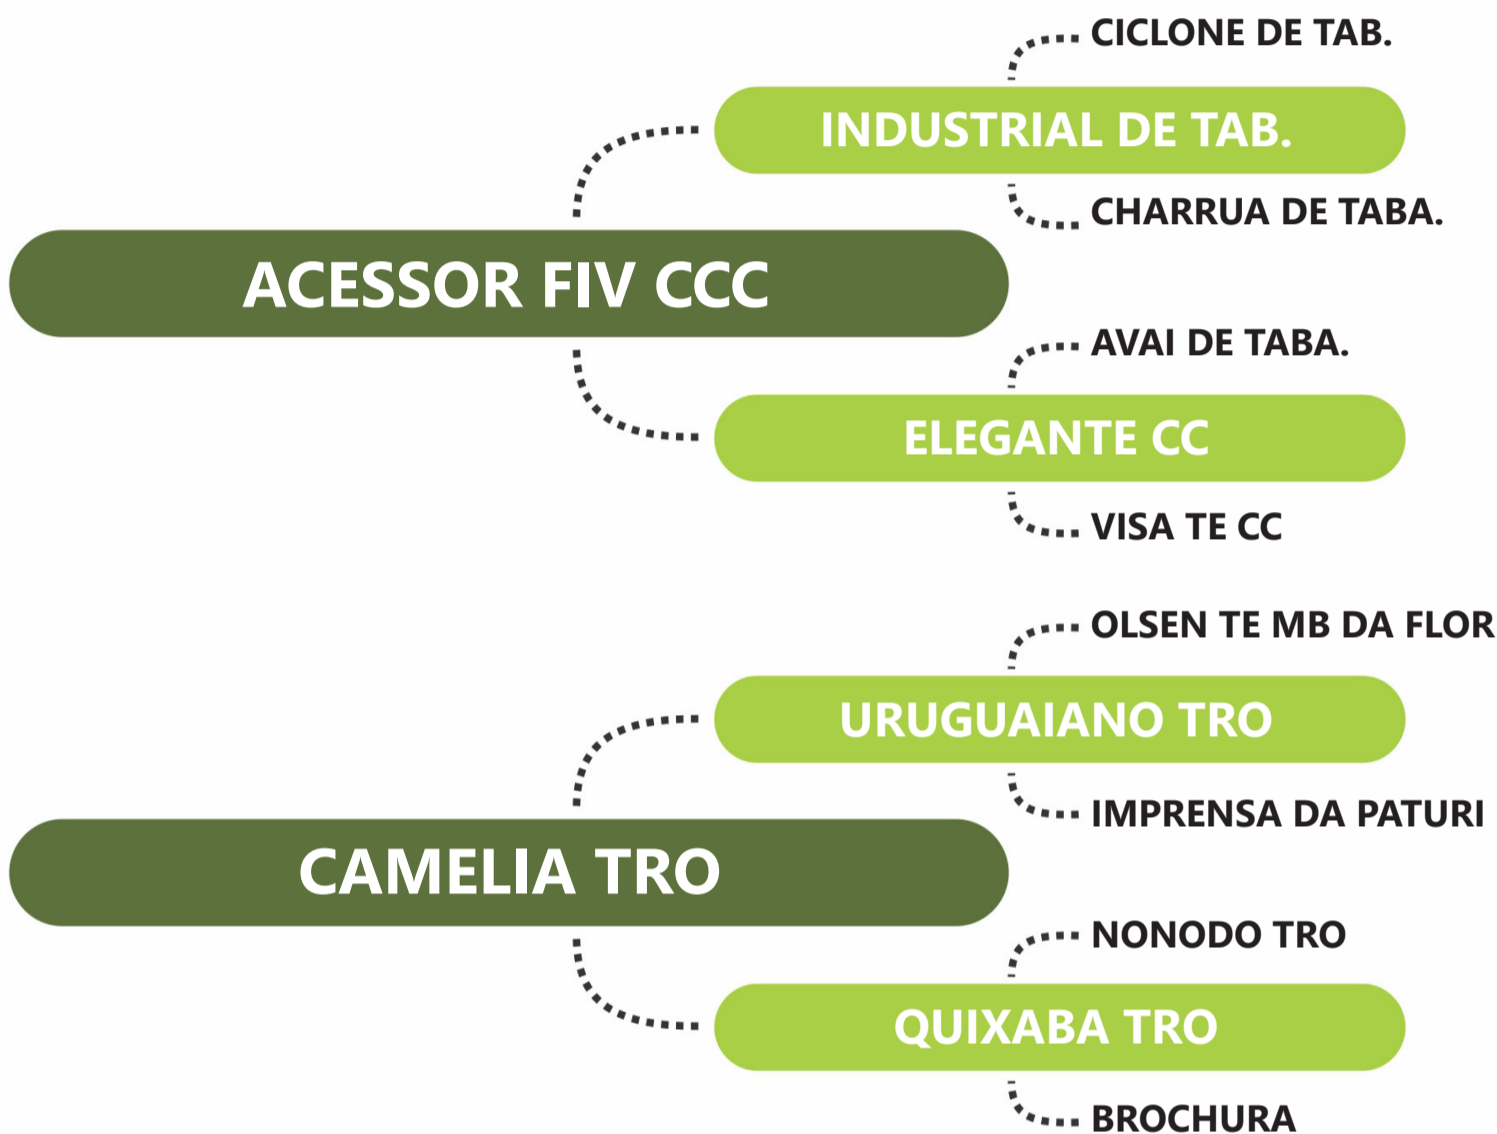 CICLONE DE TAB.
INDUSTRIAL DE TAB.
CHARRUA DE TABA.
ACESSOR FIV CCC
AVAI DE TABA.
ELEGANTE CC
VISA TE CC
OLSEN TE MB DA FLOR
URUGUAIANO TRO
IMPRENSA DA PATURI
CAMELIA TRO
NONODO TRO
QUIXABA TRO
BROCHURA